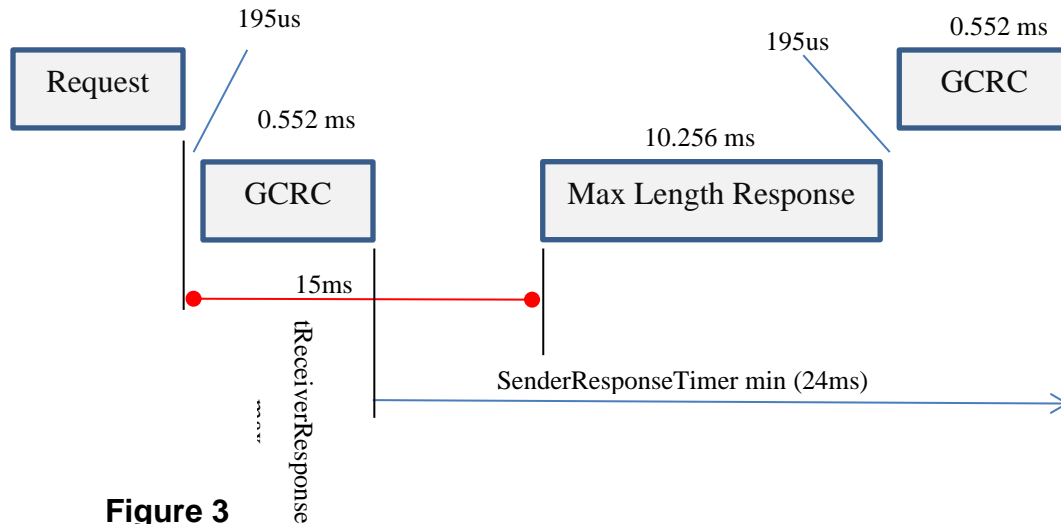 195us
0.552 ms
195us
Request
GCRC
0.552 ms
10.256 ms
GCRC
Max Length Response
15ms
tReceiverResponse
SenderResponseTimer min (24ms)
Figure 3